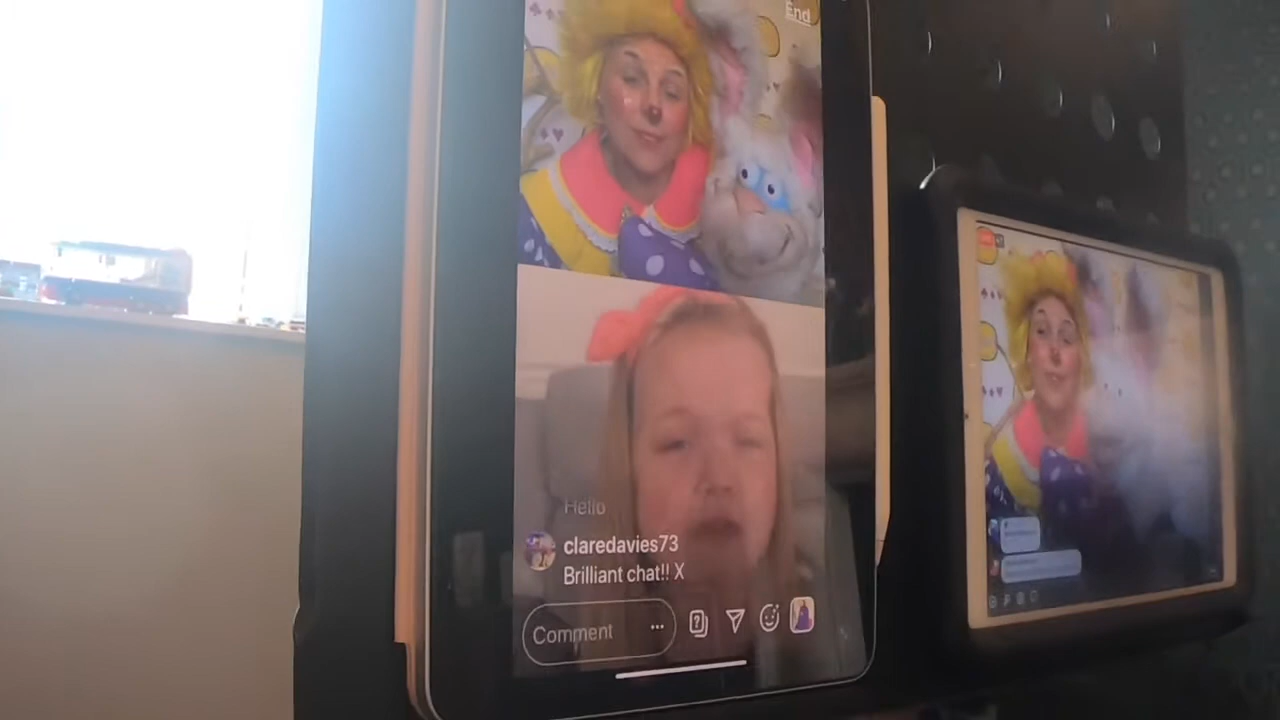 End
Hello
claredavies73
Brilliant chat!! X
Comment